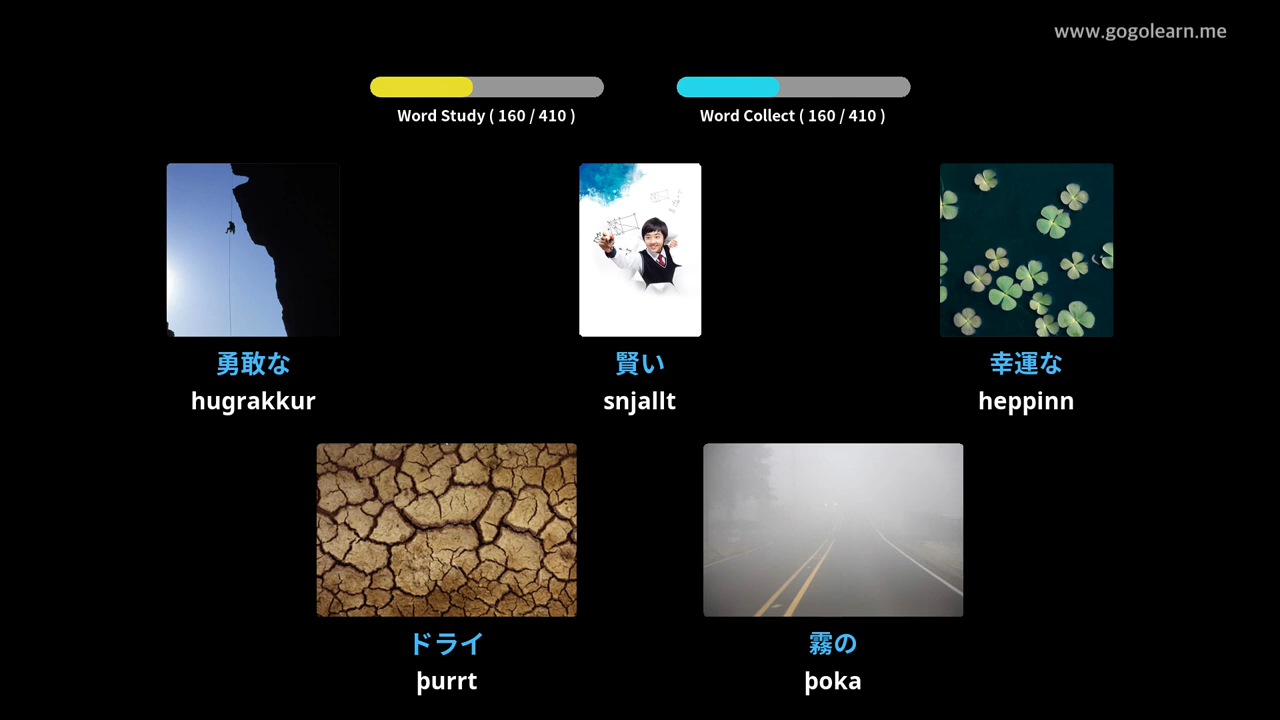 www.gogolearn.me
Word Study ( 160 / 410 )
Word Collect ( 160 / 410 )
勇敢な
hugrakkur
賢い
snjallt
幸運な
heppinn
ドライ
þurrt
霧の
þoka